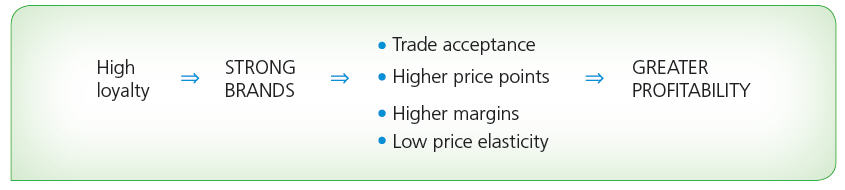 High
loyalty
⇒
STRONG
BRANDS
⇒
• Trade acceptance
• Higher price points
• Higher margins
• Low price elasticity
⇒
GREATER
PROFITABILITY